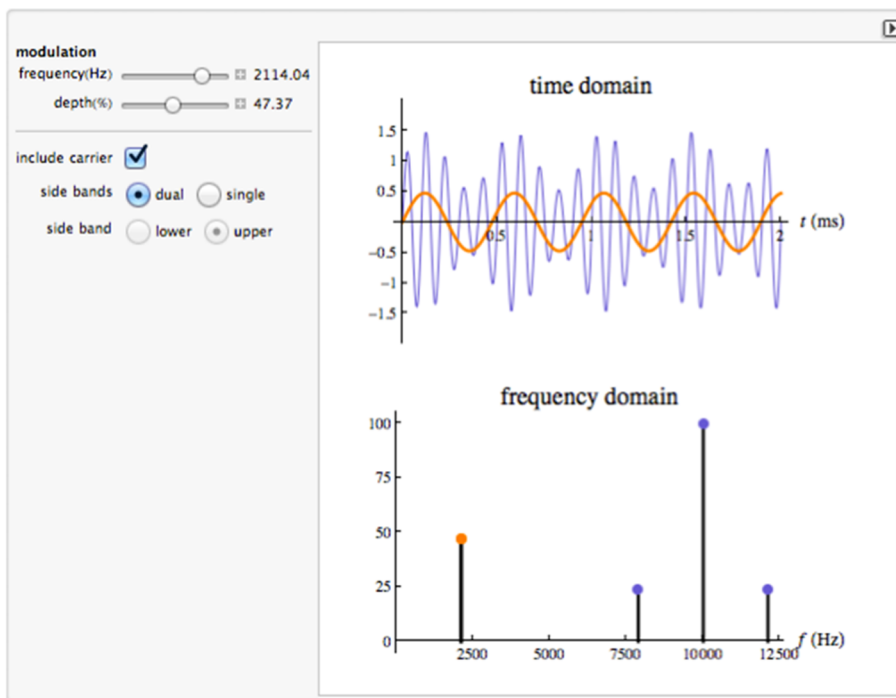 modulation
frequency(Hz) 2114.04
depth(%) 47.37
include carrier
side bands dual single
side band lower upper
time domain
1.5
1
0.5
t (ms)
0.5 1 1.5 2
−0.5
−1
−1.5
frequency domain
100
75
50
25
0
f (Hz)
2500 5000 7500 10000 12500